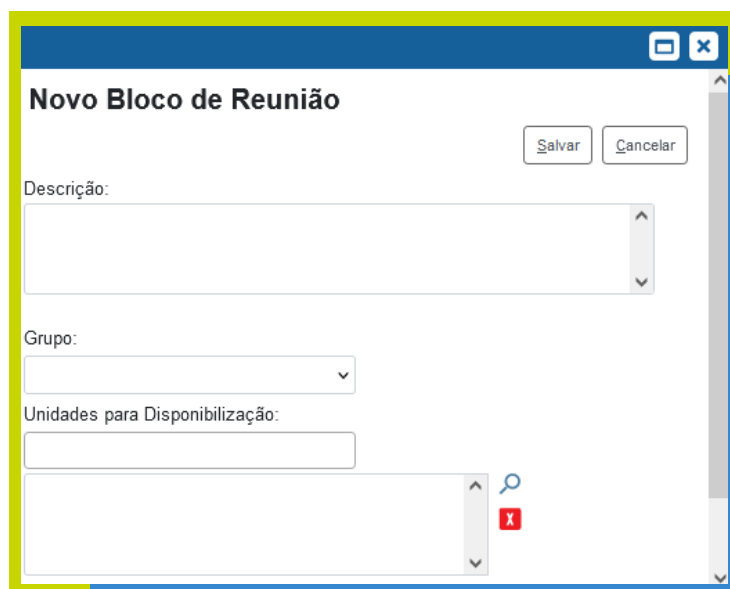 Novo Bloco de Reunião
Salvar Cancelar
Descrição:
Grupo:
Unidades para Disponibilização: